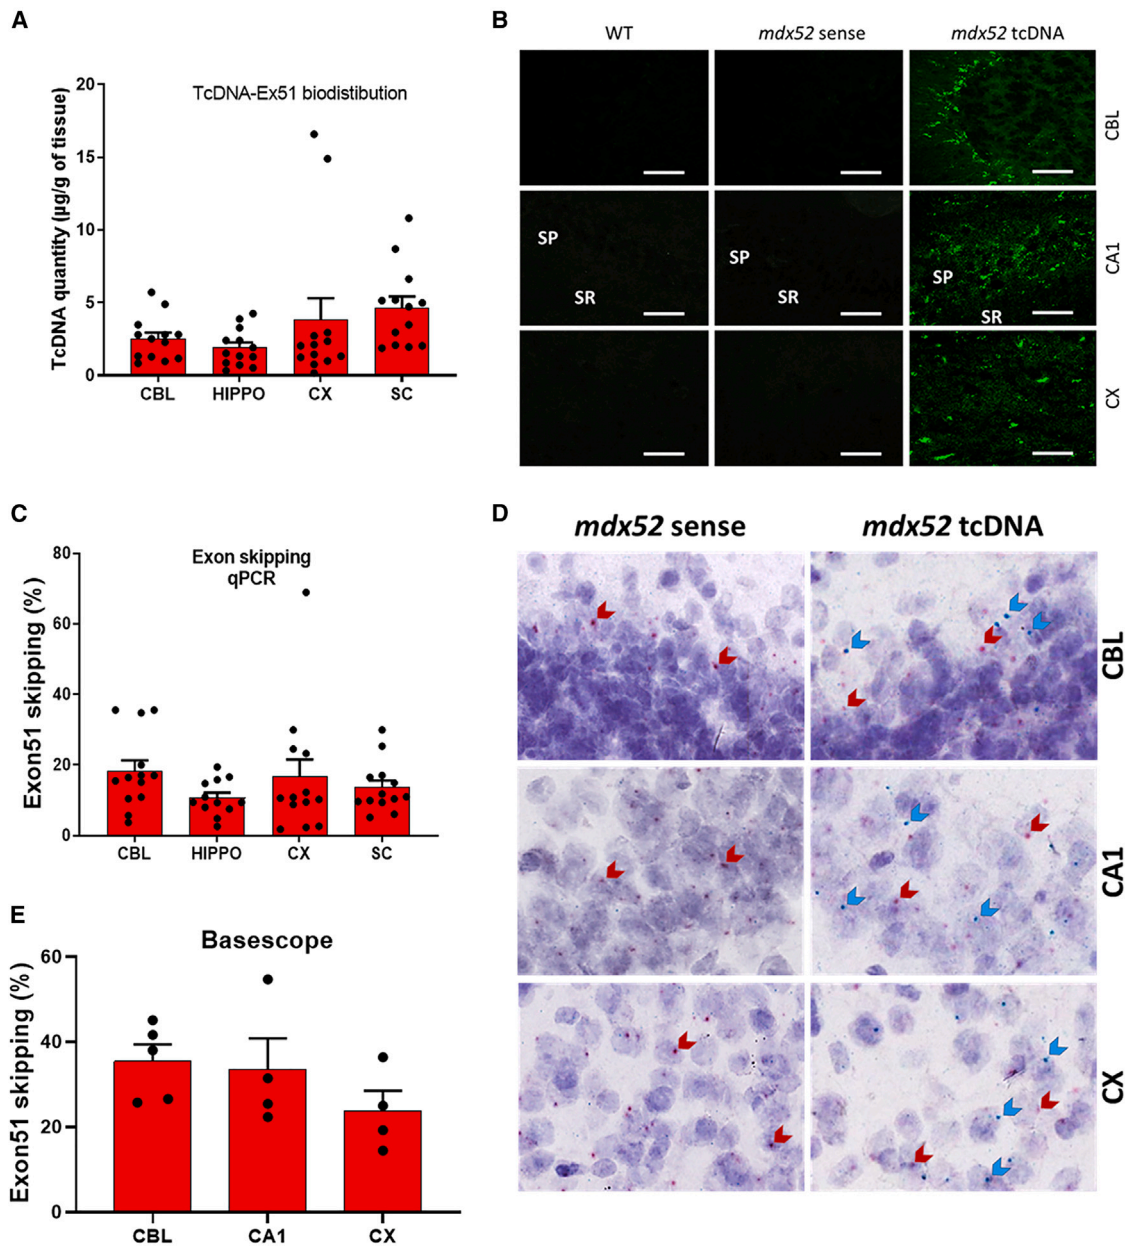 A
TcDNA-Ex51 biodistibution
TcDNA quantity (µg/g of tissue)
20
15
10
5
0
CBL HIPPO CX SC
B
WT mdx52 sense mdx52 tcDNA
CBL
SP SR SP SR SP SR
CA1
CX
C
Exon skipping
qPCR
Exon51 skipping (%)
80
60
40
20
0
CBL HIPPO CX SC
D
mdx52 sense mdx52 tcDNA
CBL
CA1
CX
E
Basescope
Exon51 skipping (%)
60
40
20
0
CBL CA1 CX